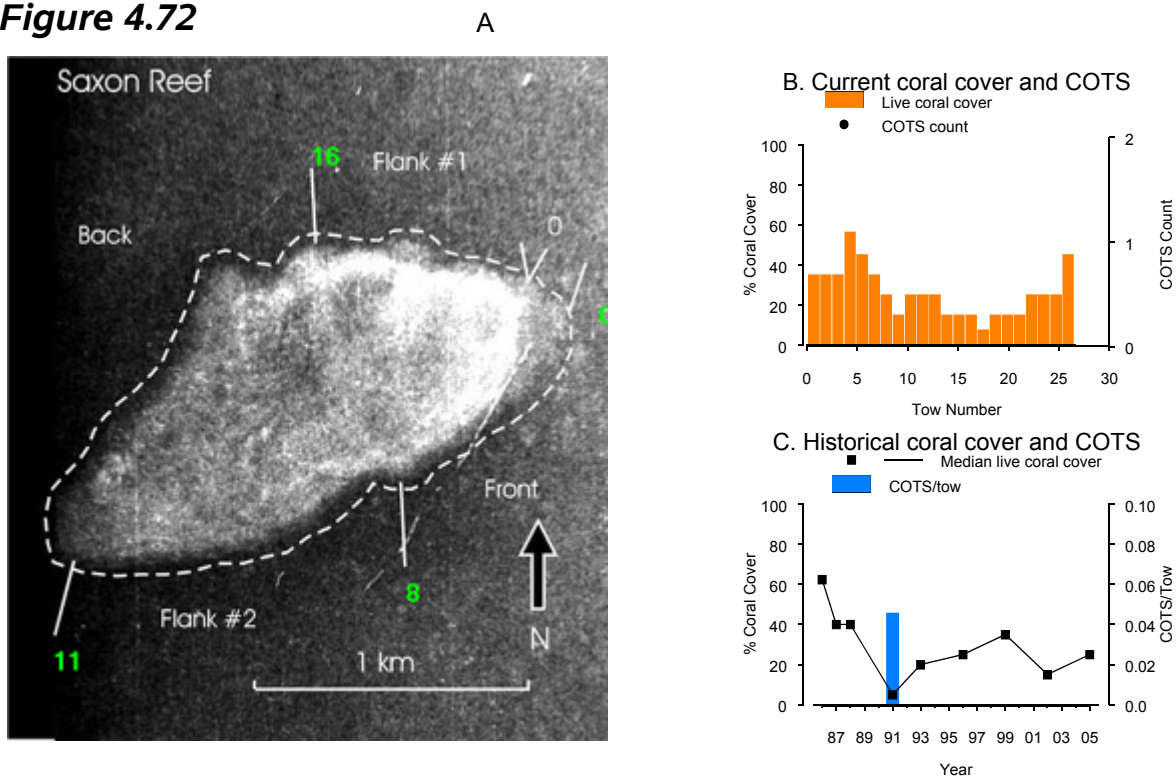 Figure 4.72
A
Saxon Reef
16
Flank #1
0
Back
Front
8
Flank #2
N
11
1 km
B. Current coral cover and COTS
Live coral cover
COTS count
% Coral Cover
100
80
60
40
20
0
2
1
0
COTS Count
0 5 10 15 20 25 30
Tow Number
C. Historical coral cover and COTS
Median live coral cover
COTS/tow
% Coral Cover
100
80
60
40
20
0
0.10
0.08
0.06
0.04
0.02
0.0
COTS/Tow
87 89 91 93 95 97 99 01 03 05
Year